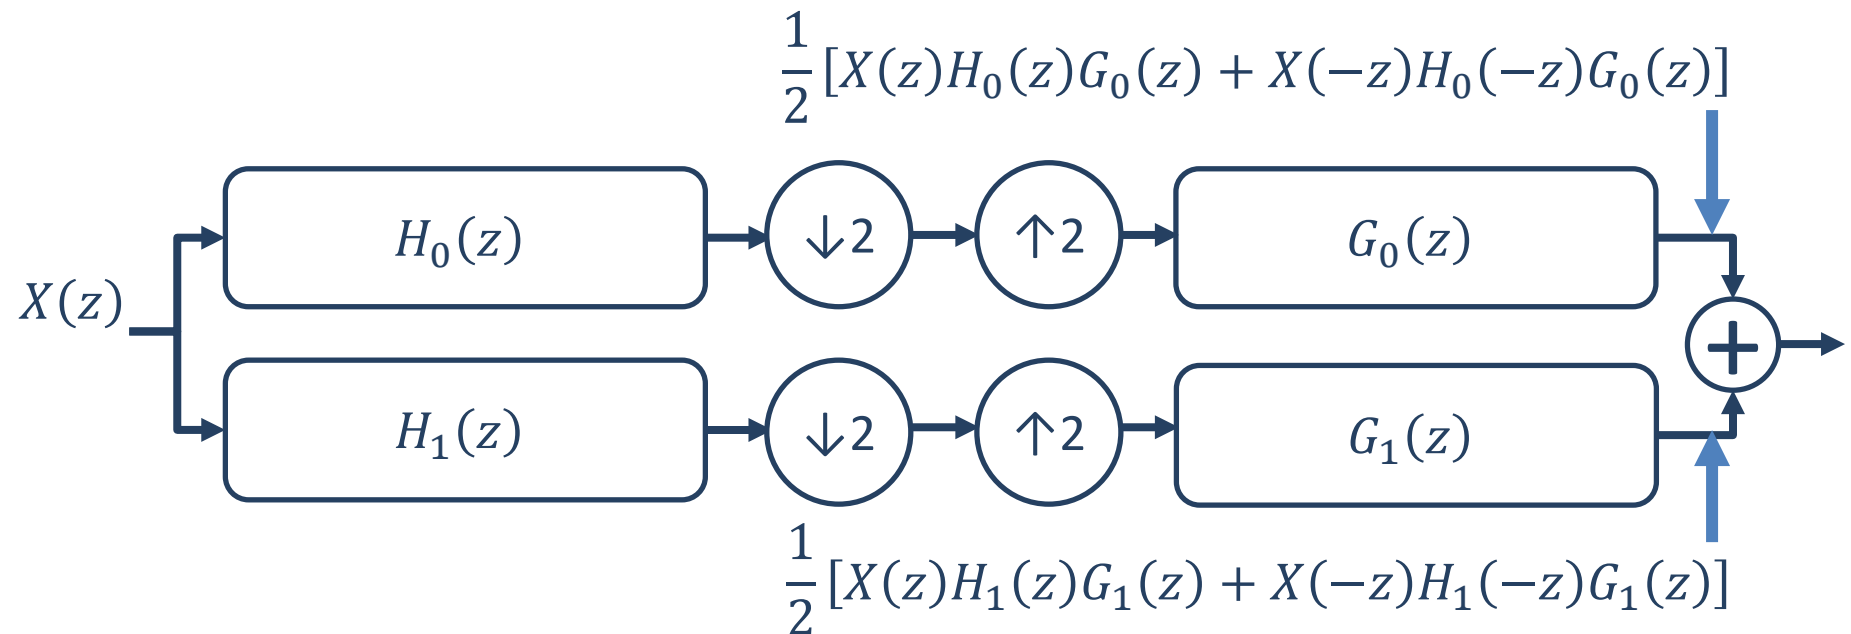 1/2 [X(z)H₀(z)G₀(z) + X(−z)H₀(−z)G₀(z)]
H₀(z) ↓2 ↑2 G₀(z)
X(z)
+
H₁(z) ↓2 ↑2 G₁(z)
1/2 [X(z)H₁(z)G₁(z) + X(−z)H₁(−z)G₁(z)]